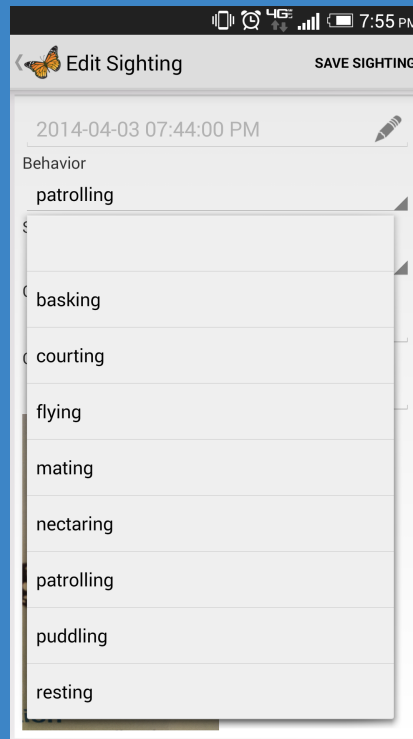 4G 7:55 PM
Edit Sighting SAVE SIGHTING
2014-04-03 07:44:00 PM
Behavior
patrolling
basking
courting
flying
mating
nectaring
patrolling
puddling
resting